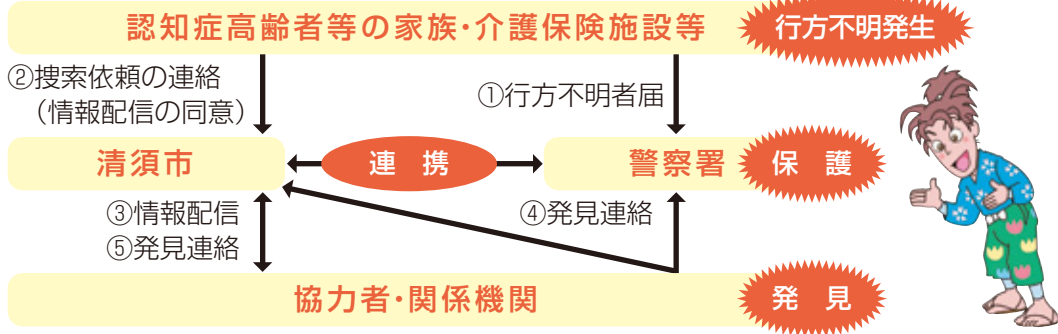 認知症高齢者等の家族・介護保険施設等
行方不明発生
②捜索依頼の連絡
（情報配信の同意）
①行方不明者届
清須市
連携
警察署
保護
③情報配信
⑤発見連絡
④発見連絡
協力者・関係機関
発見